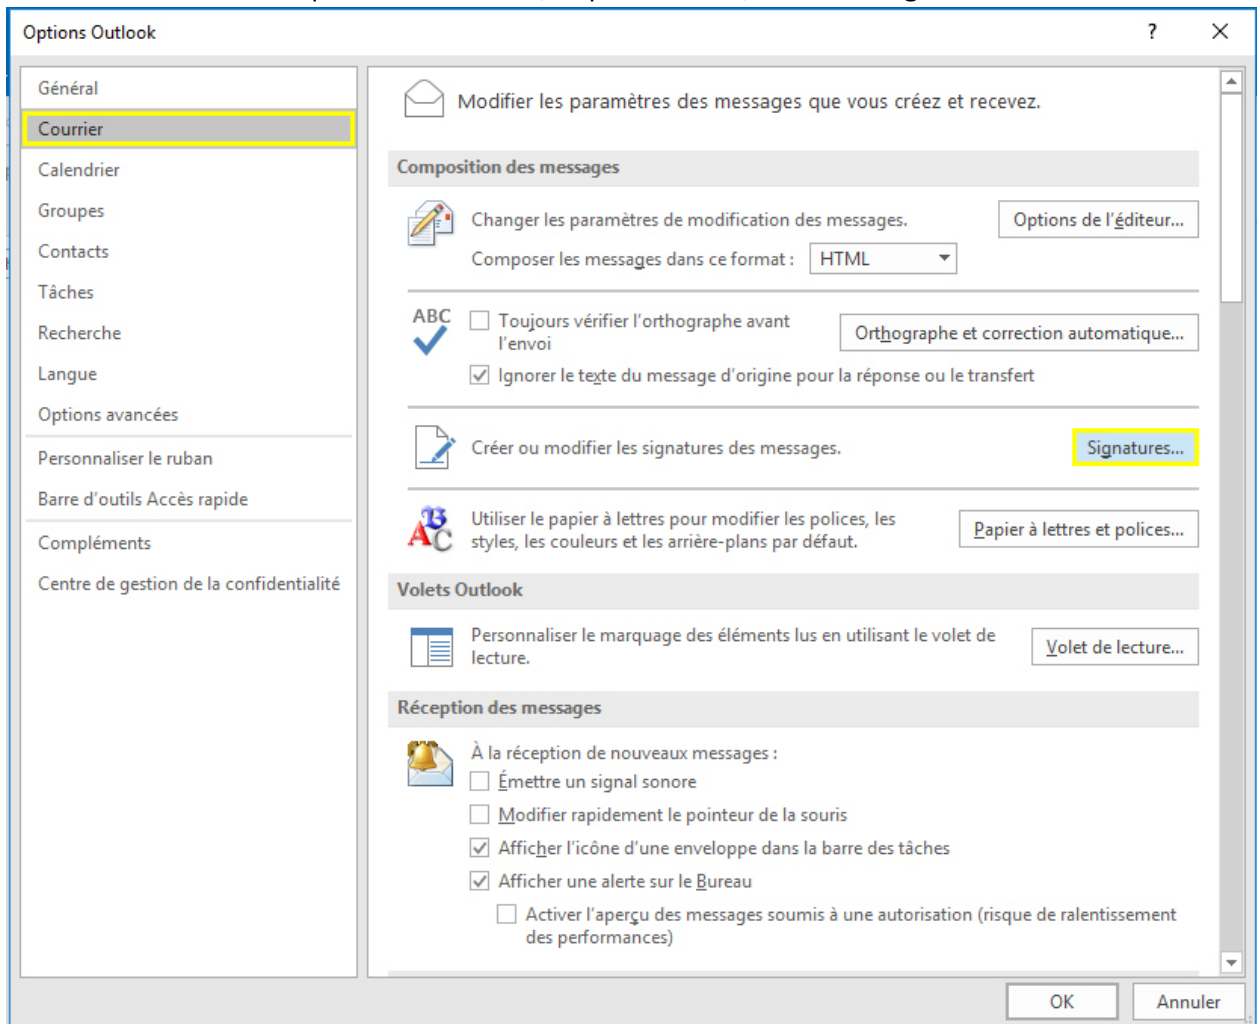 Options Outlook
?
Général
Courrier
Calendrier
Groupes
Contacts
Tâches
Recherche
Langue
Options avancées
Personnaliser le ruban
Barre d'outils Accès rapide
Compléments
Centre de gestion de la confidentialité
Modifier les paramètres des messages que vous créez et recevez.
Composition des messages
Changer les paramètres de modification des messages.
Options de l'éditeur...
Composer les messages dans ce format :
HTML
ABC
Toujours vérifier l'orthographe avant
l'envoi
Orthographe et correction automatique...
Ignorer le texte du message d'origine pour la réponse ou le transfert
Créer ou modifier les signatures des messages.
Signatures...
Utiliser le papier à lettres pour modifier les polices, les
styles, les couleurs et les arrière-plans par défaut.
Papier à lettres et polices...
Volets Outlook
Personnaliser le marquage des éléments lus en utilisant le volet de
lecture.
Volet de lecture...
Réception des messages
À la réception de nouveaux messages :
Émettre un signal sonore
Modifier rapidement le pointeur de la souris
Afficher l'icône d'une enveloppe dans la barre des tâches
Afficher une alerte sur le Bureau
Activer l'aperçu des messages soumis à une autorisation (risque de ralentissement
des performances)
OK
Annuler